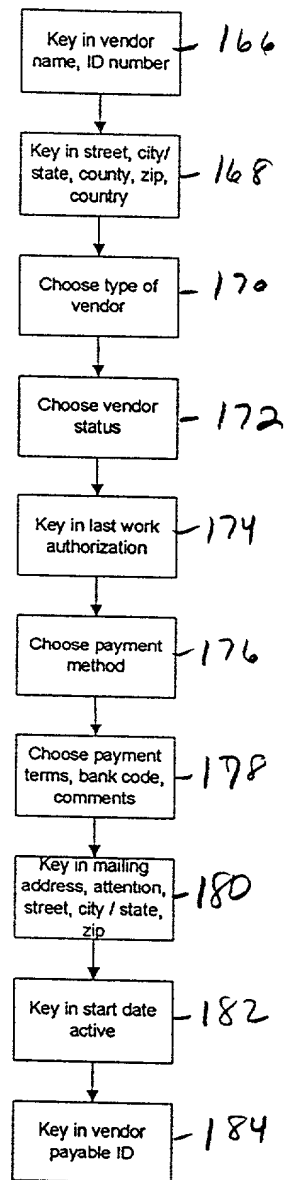 Key in vendor
name, ID number
166
Key in street, city/
state, county, zip,
country
168
Choose type of
vendor
170
Choose vendor
status
172
Key in last work
authorization
174
Choose payment
method
176
Choose payment
terms, bank code,
comments
178
Key in mailing
address, attention,
street, city / state,
zip
180
Key in start date
active
182
Key in vendor
payable ID
184